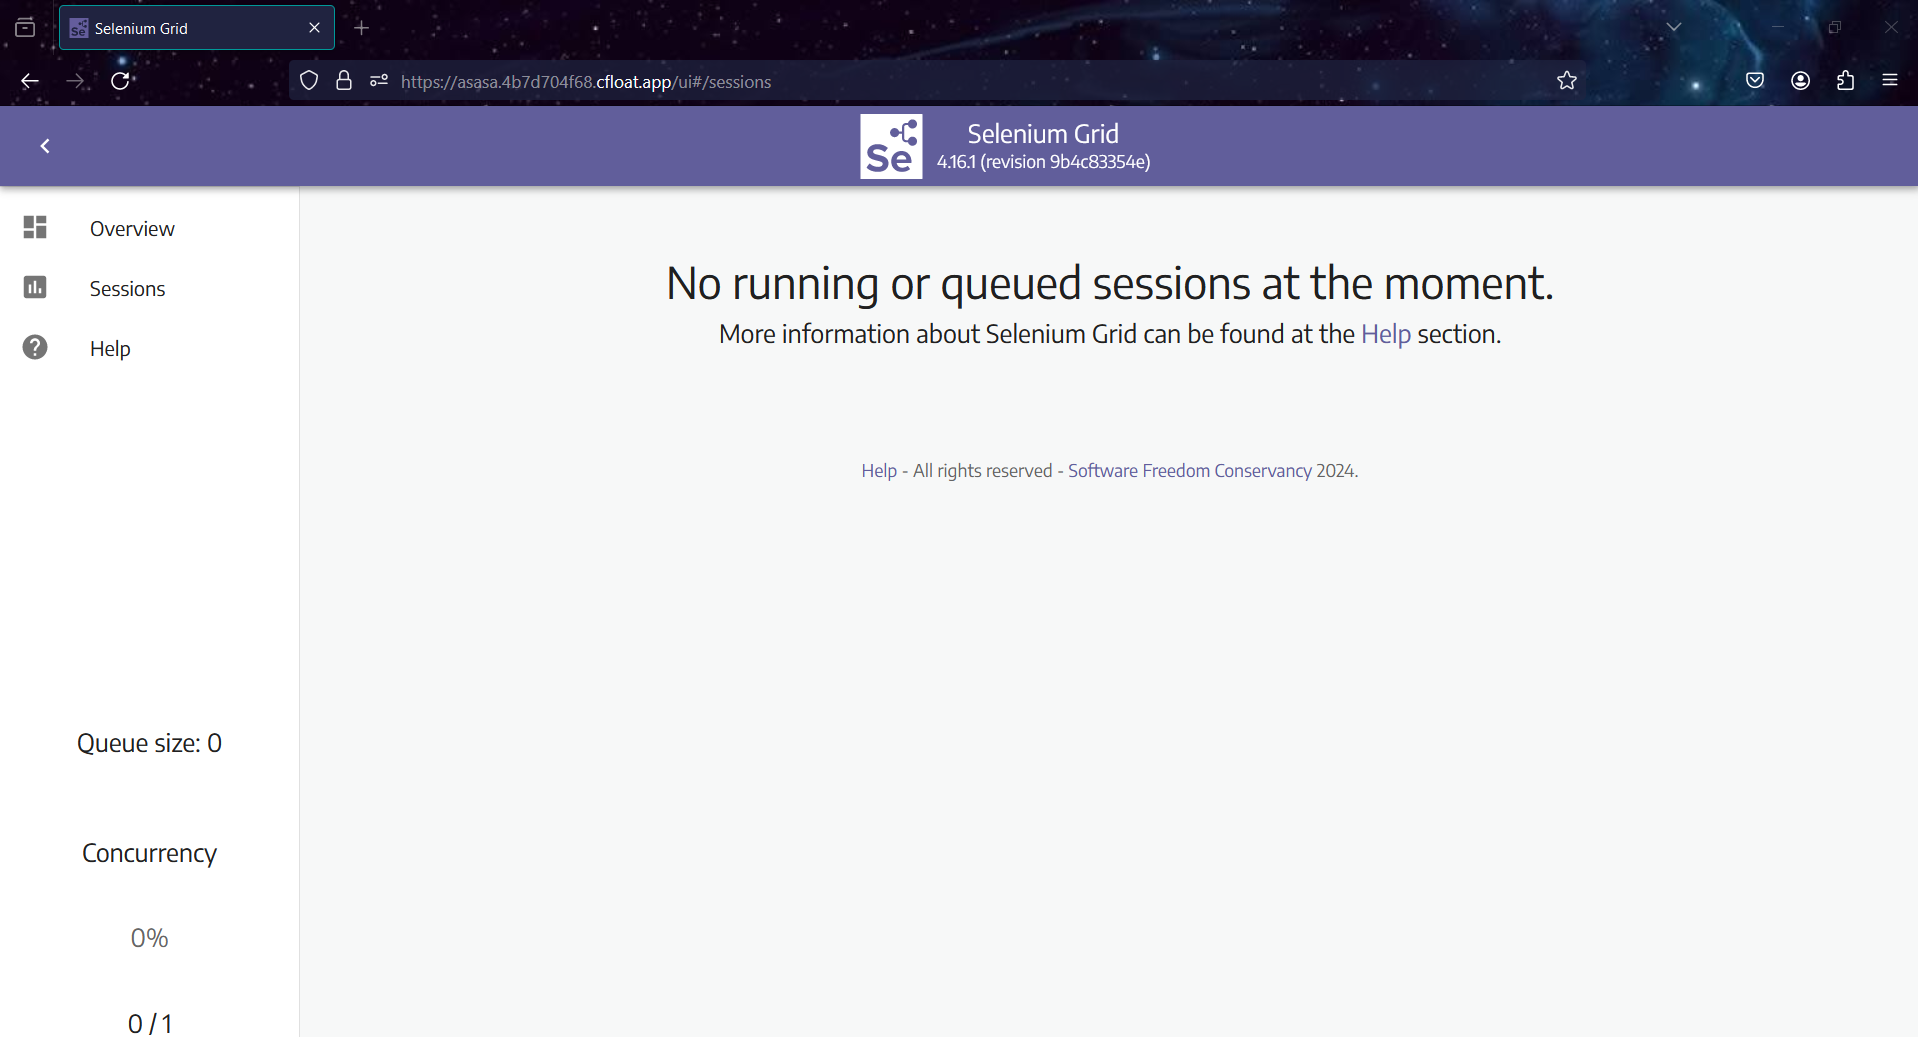 Selenium Grid
https://asasa.4b7d704f68.cfloat.app/ui#/sessions
Se
Selenium Grid
4.16.1 (revision 9b4c83354e)
Overview
Sessions
Help
Queue size: 0
Concurrency
0%
0 / 1
No running or queued sessions at the moment.
More information about Selenium Grid can be found at the Help section.
Help - All rights reserved - Software Freedom Conservancy 2024.